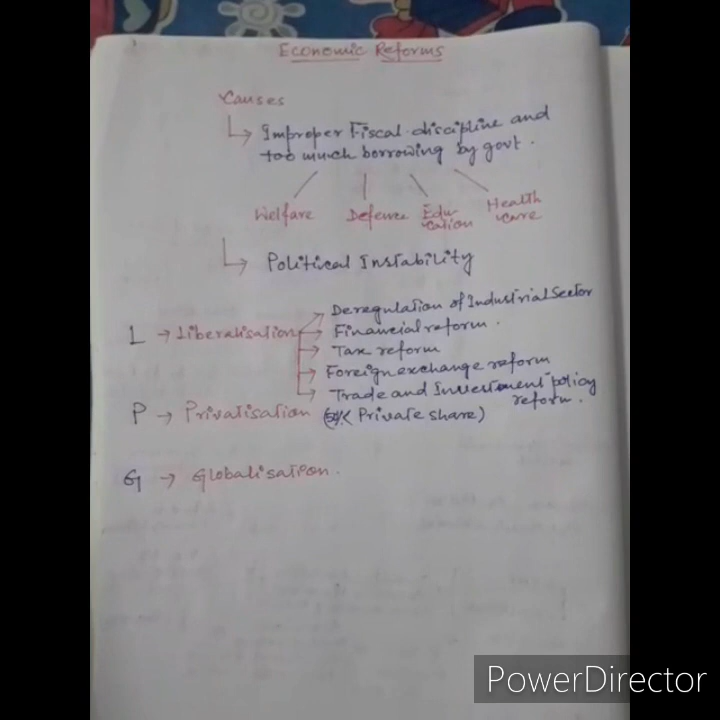 Economic Reforms
Causes
↳ Improper Fiscal discipline and
too much borrowing by govt.
Welfare Defence Edu- Health
cation care
↳ Political Instability
L → Liberalisation → Deregulation of Industrial Sector
→ Financial reform.
→ Tax reform
→ Foreign exchange reform
→ Trade and Investment policy
reform.
P → Privatisation (< Private share)
G → Globalisation.
PowerDirector